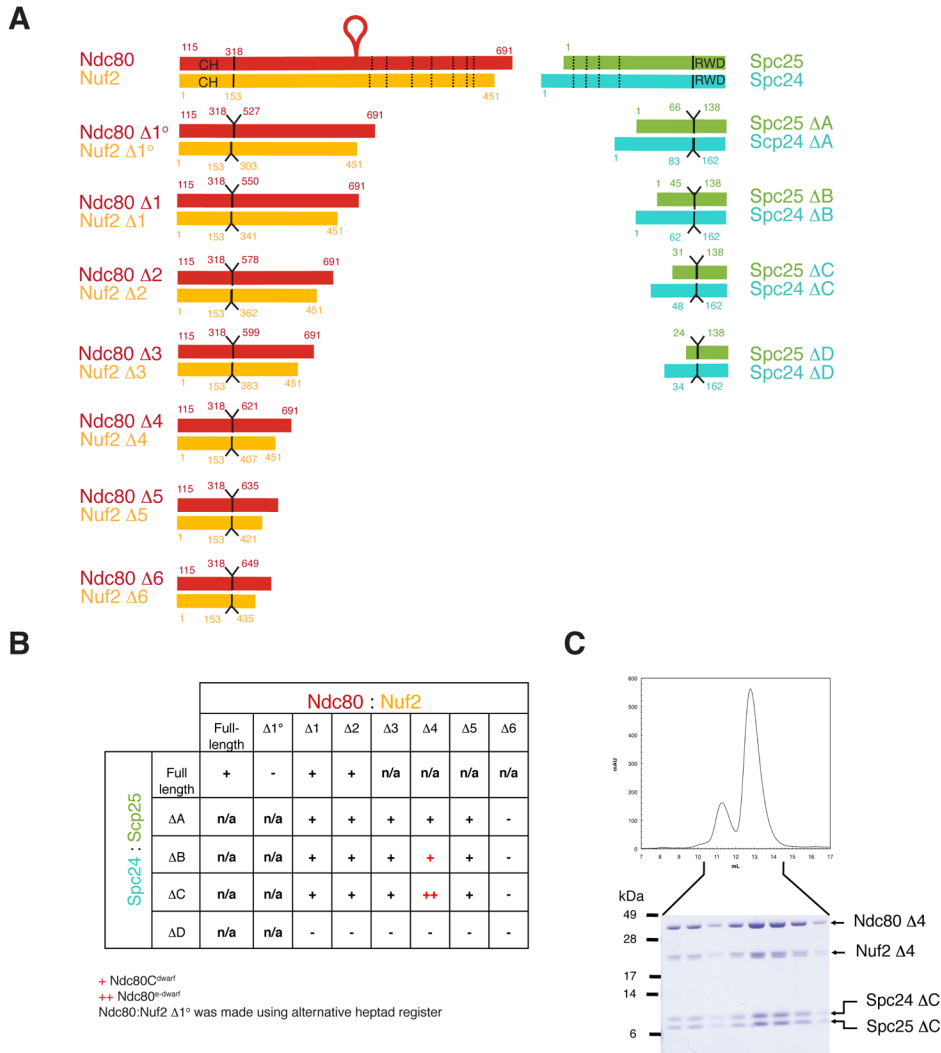 A
115
318
691
1
Ndc80
CH
RWD
Spc25
Nuf2
CH
RWD
Spc24
1
153
451
1
115
318
527
691
1
66
138
Ndc80 Δ1°
Spc25 ΔA
Nuf2 Δ1°
Scp24 ΔA
1
153
303
451
1
83
162
115
318
550
691
1
45
138
Ndc80 Δ1
Spc25 ΔB
Nuf2 Δ1
Spc24 ΔB
1
153
341
451
1
62
162
115
318
578
691
31
138
Ndc80 Δ2
Spc25 ΔC
Nuf2 Δ2
Spc24 ΔC
1
153
362
451
48
162
115
318
599
691
24
138
Ndc80 Δ3
Spc25 ΔD
Nuf2 Δ3
Spc24 ΔD
1
153
383
451
34
162
115
318
621
691
Ndc80 Δ4
Nuf2 Δ4
1
153
407
451
115
318
635
Ndc80 Δ5
Nuf2 Δ5
1
153
421
115
318
649
Ndc80 Δ6
Nuf2 Δ6
1
153
435
B
Ndc80 : Nuf2
Full-
length
Δ1°
Δ1
Δ2
Δ3
Δ4
Δ5
Δ6
Spc24 : Scp25
Full
length
+ - + + n/a n/a n/a n/a
ΔA n/a n/a + + + + + -
ΔB n/a n/a + + + + + -
ΔC n/a n/a + + + ++ + -
ΔD n/a n/a - - - - - -
+ Ndc80C^dwarf
++ Ndc80^e-dwarf
Ndc80:Nuf2 Δ1° was made using alternative heptad register
C
600
500
400
300
200
100
0
mAU
7 8 9 10 11 12 13 14 15 16 17
mL
kDa
49
28
17
14
6
Ndc80 Δ4
Nuf2 Δ4
Spc24 ΔC
Spc25 ΔC